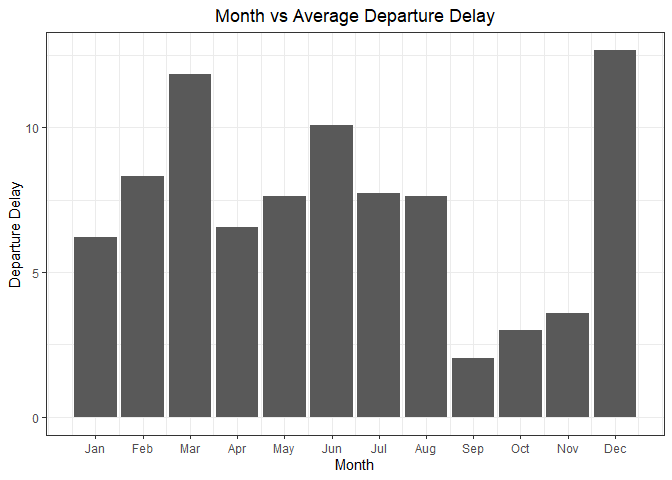 Month vs Average Departure Delay
Departure Delay
10
5
0
Jan Feb Mar Apr May Jun Jul Aug Sep Oct Nov Dec
Month